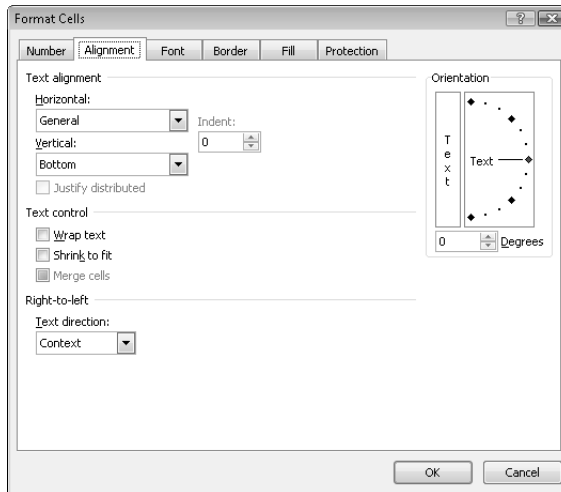 Format Cells
Number Alignment Font Border Fill Protection
Text alignment
Horizontal:
General
Indent:
0
Vertical:
Bottom
Justify distributed
Text control
Wrap text
Shrink to fit
Merge cells
Right-to-left
Text direction:
Context
Orientation
Text
Text
0 Degrees
OK Cancel